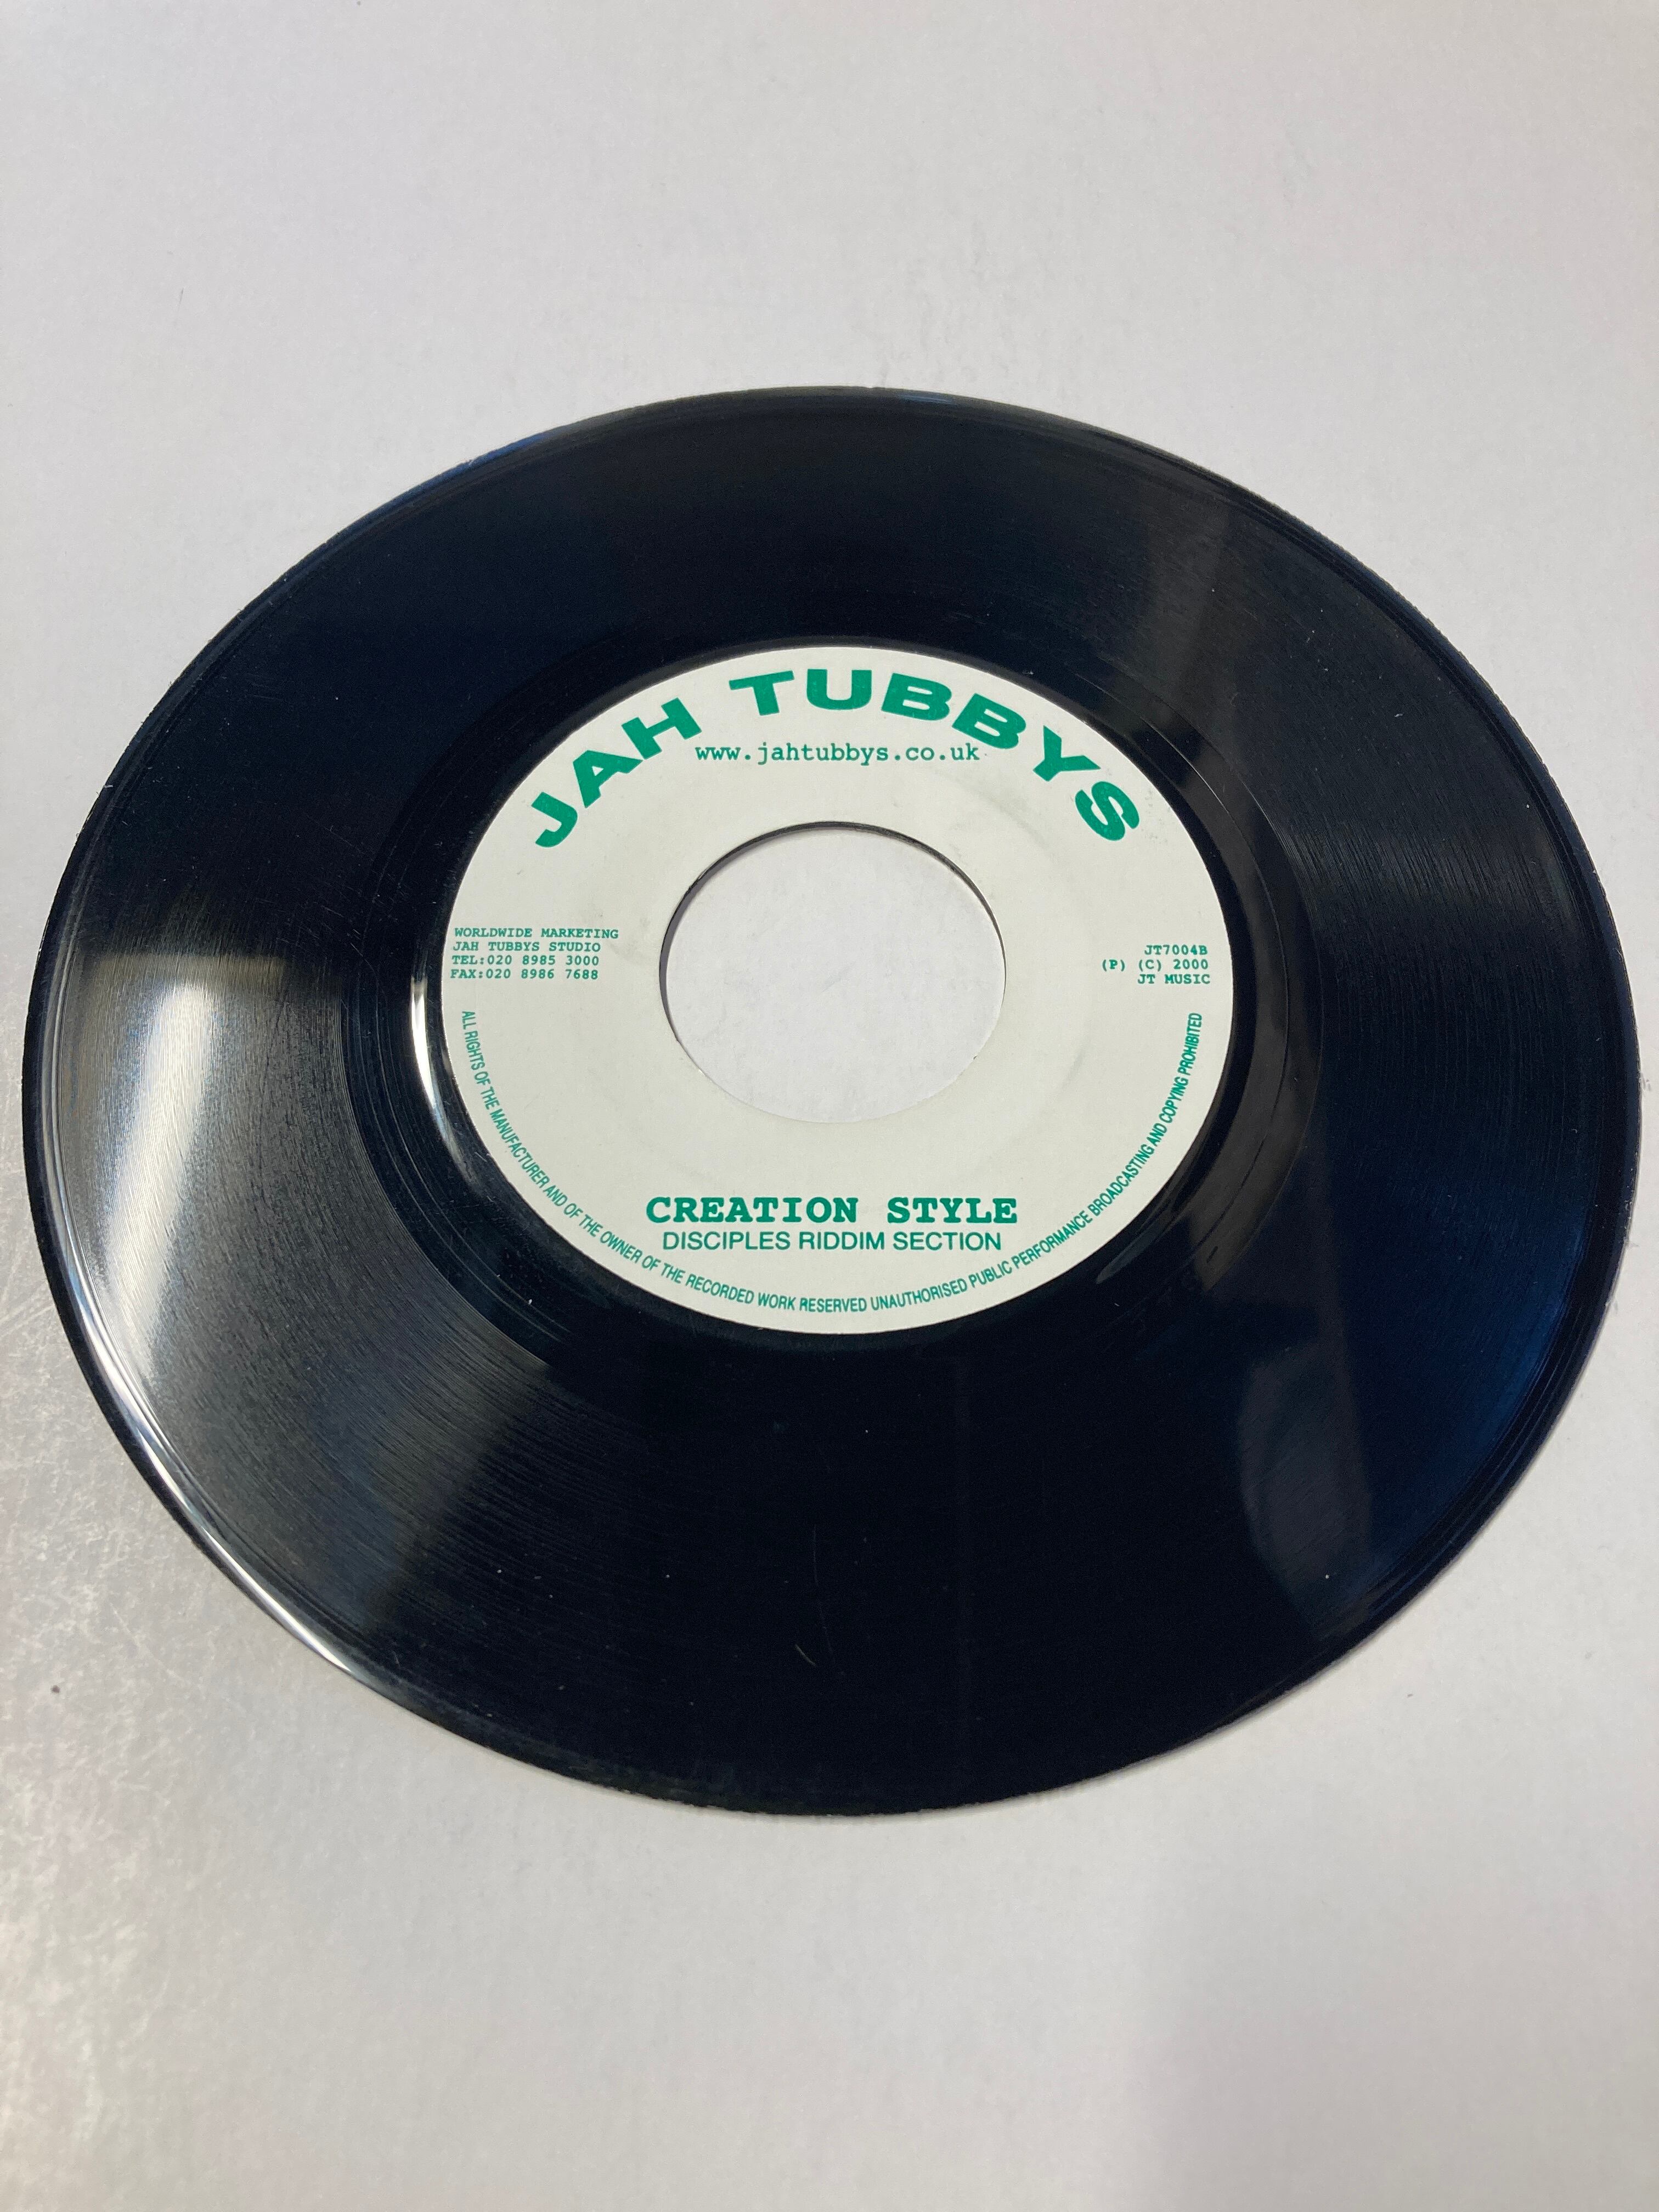 JAH TUBBYS
www.jahtubbys.co.uk
WORLDWIDE MARKETING
JAH TUBBYS STUDIO
TEL:020 8985 3000
FAX:020 8986 7688
JT7004B
(P) (C) 2000
JT MUSIC
CREATION STYLE
DISCIPLES RIDDIM SECTION
ALL RIGHTS OF THE MANUFACTURER AND OF THE OWNER OF THE RECORDED WORK RESERVED UNAUTHORISED PUBLIC PERFORMANCE BROADCASTING AND COPYING PROHIBITED